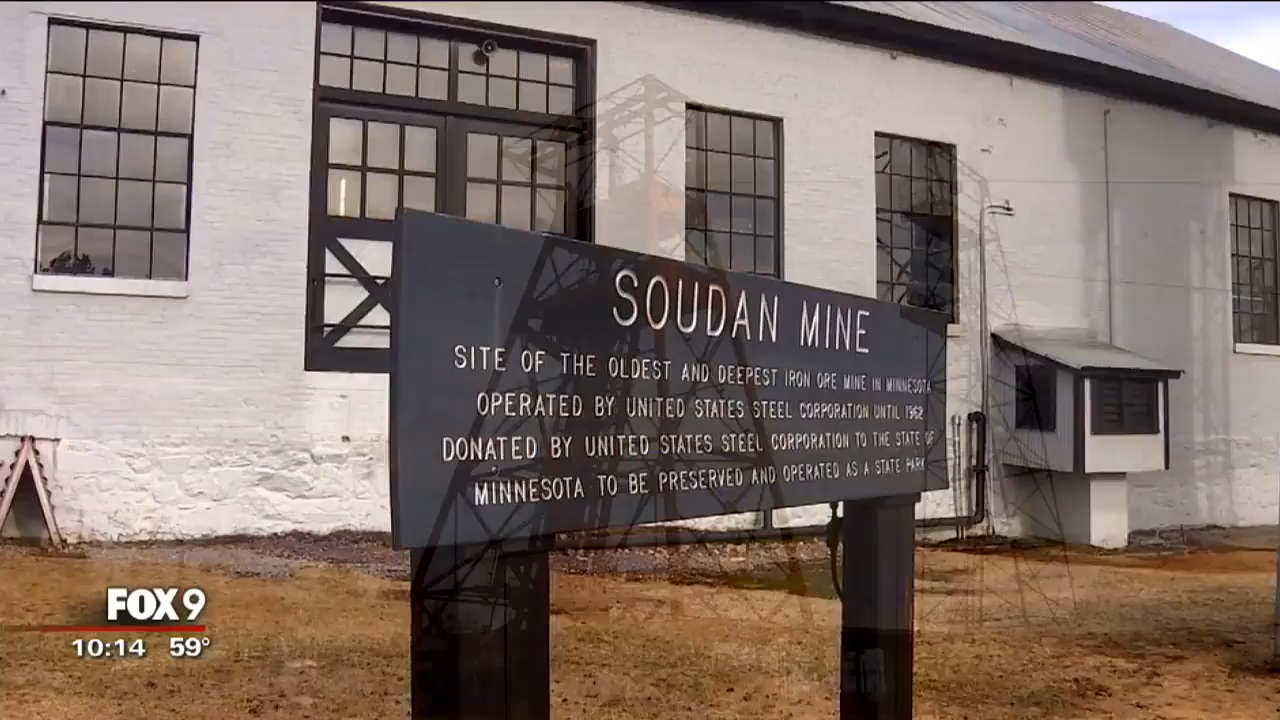 SOUDAN MINE
SITE OF THE OLDEST AND DEEPEST IRON ORE MINE IN MINNESOTA
OPERATED BY UNITED STATES STEEL CORPORATION UNTIL 1962
DONATED BY UNITED STATES STEEL CORPORATION TO THE STATE OF
MINNESOTA TO BE PRESERVED AND OPERATED AS A STATE PARK
FOX 9
10:14 59°